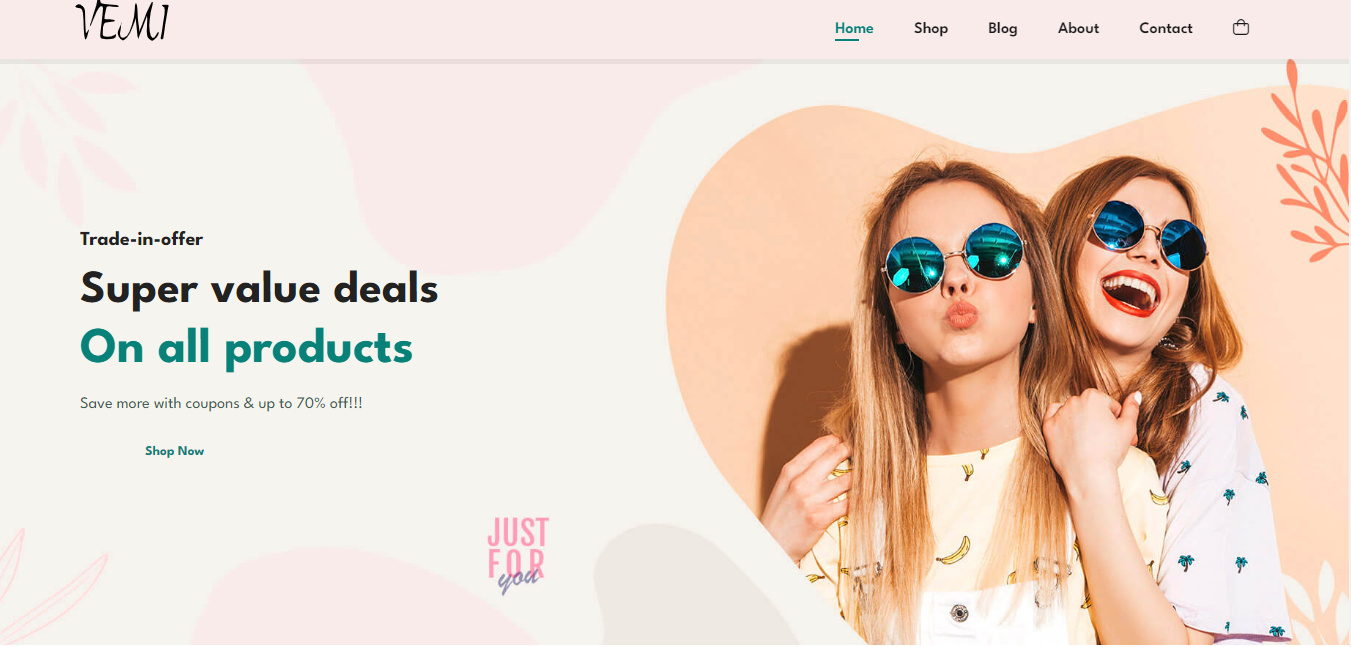 VEMI
Home Shop Blog About Contact
Trade-in-offer
Super value deals
On all products
Save more with coupons & up to 70% off!!!
Shop Now
JUST
FOR
you